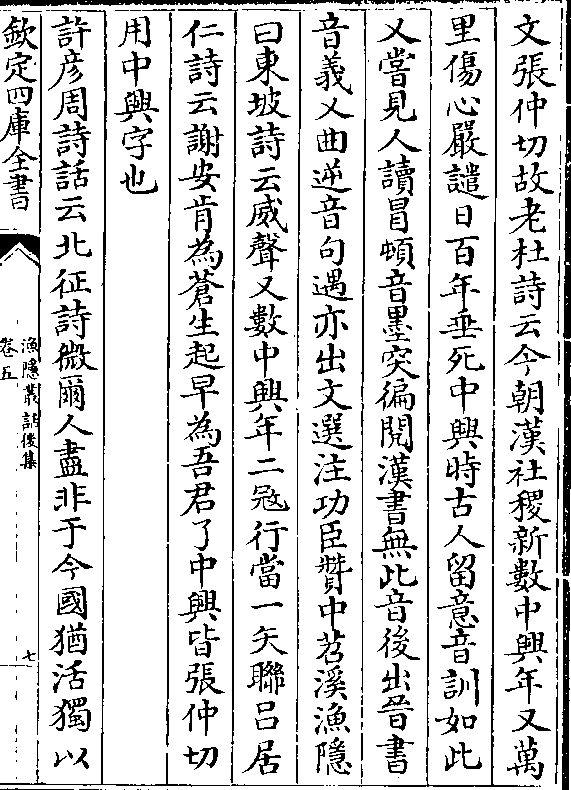 文張仲切故老杜詩云今朝漢社稷新數中興年又萬
里傷心嚴譴日百年垂死中興時古人留意音訓如此
又嘗見人讀冒頓音墨突徧閱漢書無此音後出晉書
音義又曲逆音句遇亦出文選注功臣贊中苕溪漁隱
曰東坡詩云威聲又數中興年二冦行當一矢聯吕居
仁詩云謝安肯為蒼生起早為吾君了中興皆張仲切
用中興字也
許彦周詩話云北征詩微爾人盡非于今國猶活獨以
欽定四庫全書
漁隱叢話後集
卷五
七